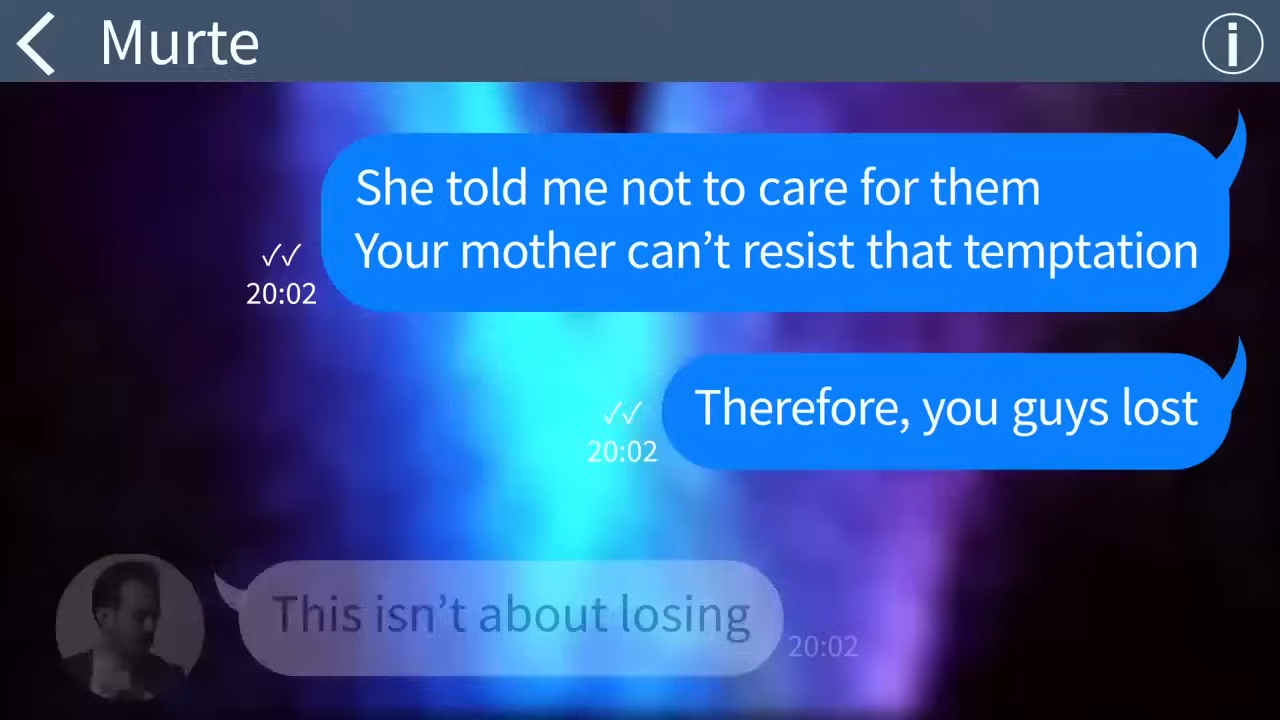 Murte
She told me not to care for them
Your mother can’t resist that temptation
✓✓
20:02
Therefore, you guys lost
✓✓
20:02
This isn’t about losing
20:02